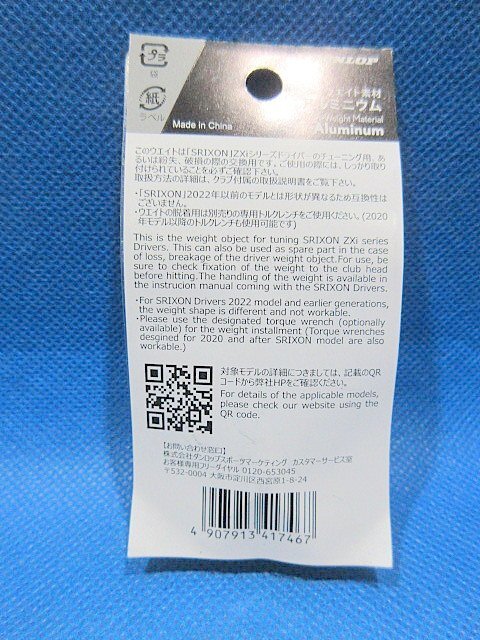 プラ
袋
紙
ラベル
Made in China
DUNLOP
ウェイト素材
アルミニウム
Weight Material
Aluminum
このウエイトは「SRIXON」ZXiシリーズドライバーのチューニング用、あ
るいは紛失、破損の際の交換用です。ご使用の際には、しっかり取り
付けられていることを必ずご確認下さい。
取扱方法の詳細は、クラブ付属の取扱説明書をご覧下さい。
・「SRIXON」2022年以前のモデルとは形状が異なるため互換性は
ございません。
・ウエイトの脱着用は別売りの専用トルクレンチをご使用ください。(2020
年モデル以降のトルクレンチも使用可能です)
This is the weight object for tuning SRIXON ZXi series
Drivers. This can also be used as spare part in the case
of loss, breakage of the driver weight object.For use, be
sure to check fixation of the weight to the club head
before hitting.The handling of the weight is available in
the instrucion manual coming with the SRIXON Drivers.
・For SRIXON Drivers 2022 model and earlier generations,
the weight shape is different and not workable.
・Please use the designated torque wrench (optionally
available) for the weight installment (Torque wrenches
desgined for 2020 and after SRIXON model are also
workable.)
対象モデルの詳細につきましては、記載のQR
コードから弊社HPをご確認ください。
For details of the applicable models,
please check our website using the
QR code.
【お問い合わせ窓口】
株式会社ダンロップスポーツマーケティング カスタマーサービス室
お客様専用フリーダイヤル 0120-653045
〒532-0004 大阪市淀川区西宮原1-8-24
4 907913 417467